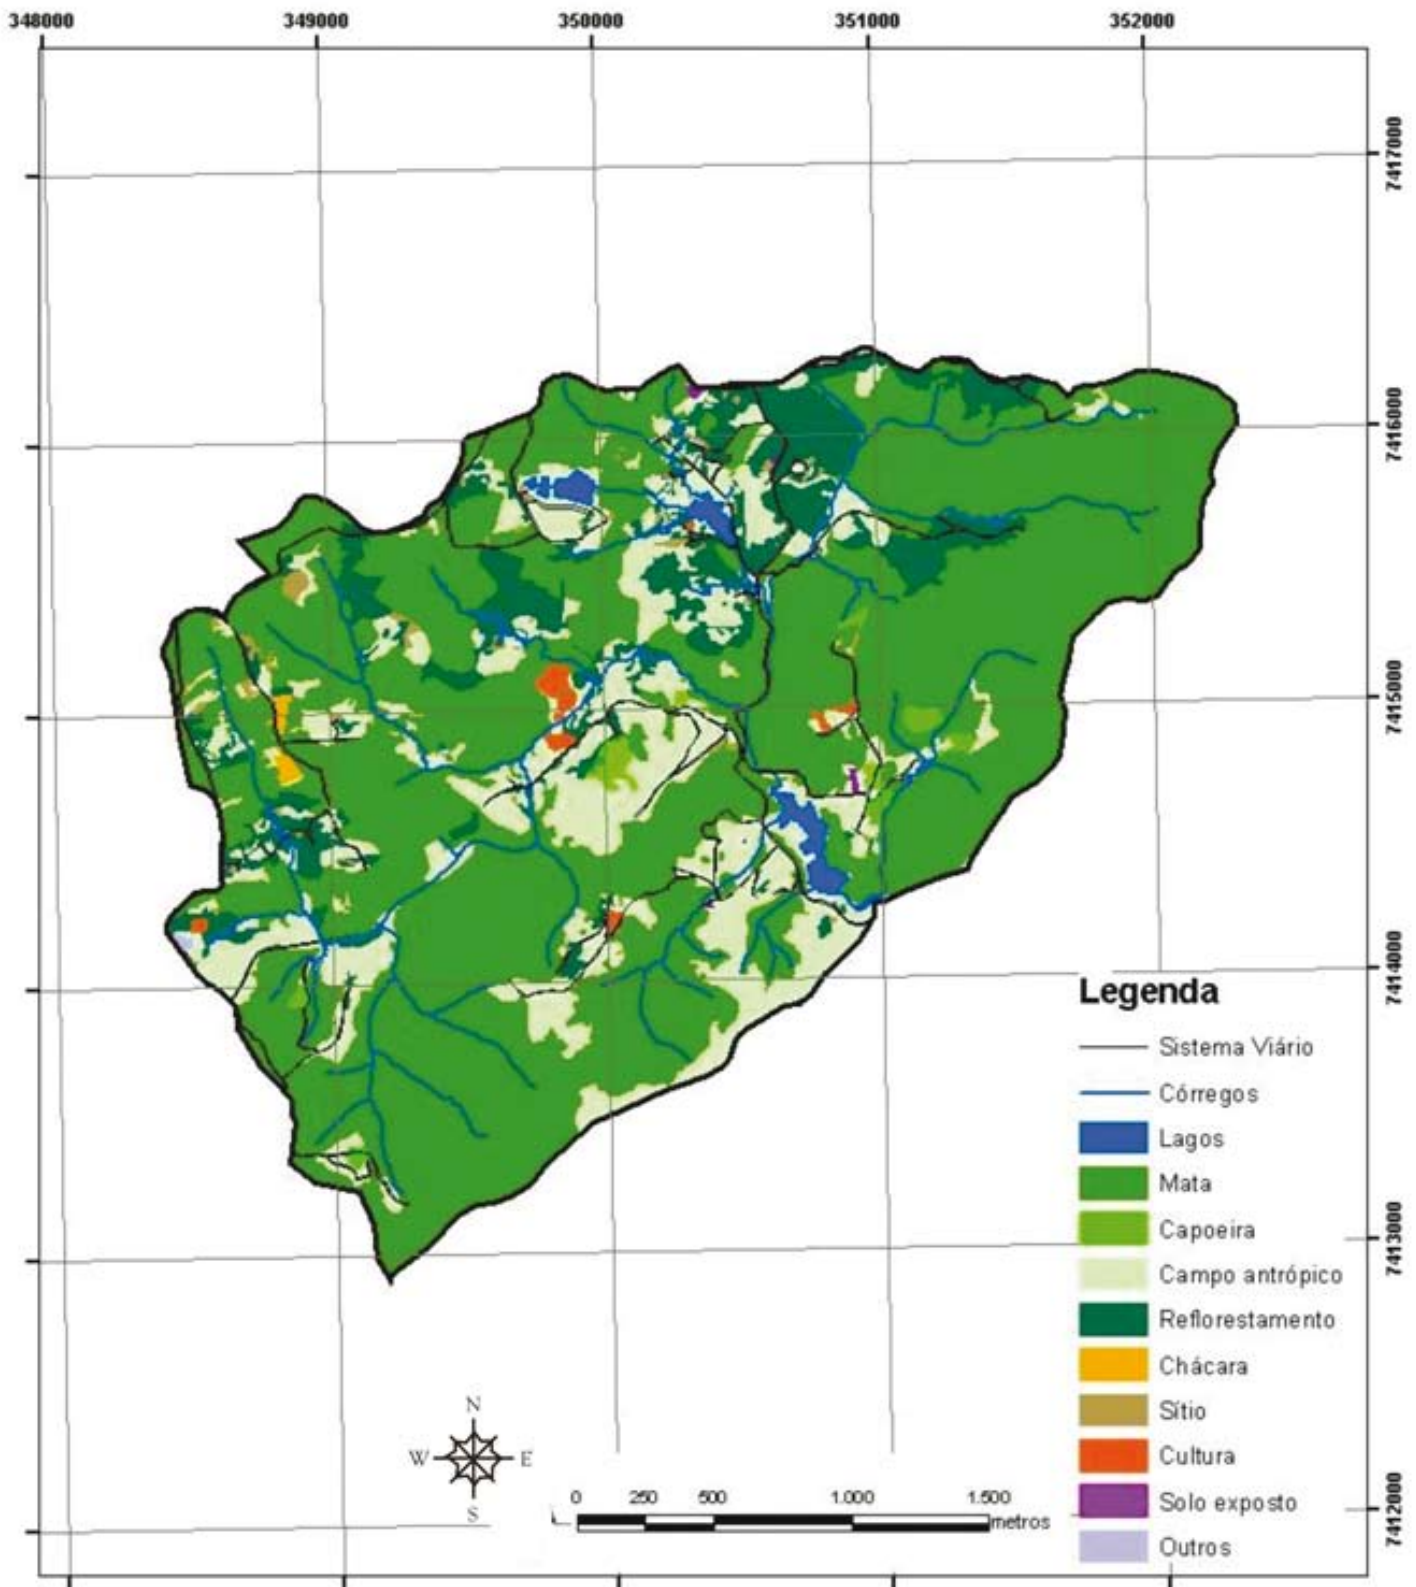 348000 349000 350000 351000 352000
7417000
7416000
7415000
7414000
7413000
7412000
Legenda
Sistema Viário
Córregos
Lagos
Mata
Capoeira
Campo antrópico
Reflorestamento
Chácara
Sítio
Cultura
Solo exposto
Outros
N
W E
S
0 250 500 1.000 1.500
metros